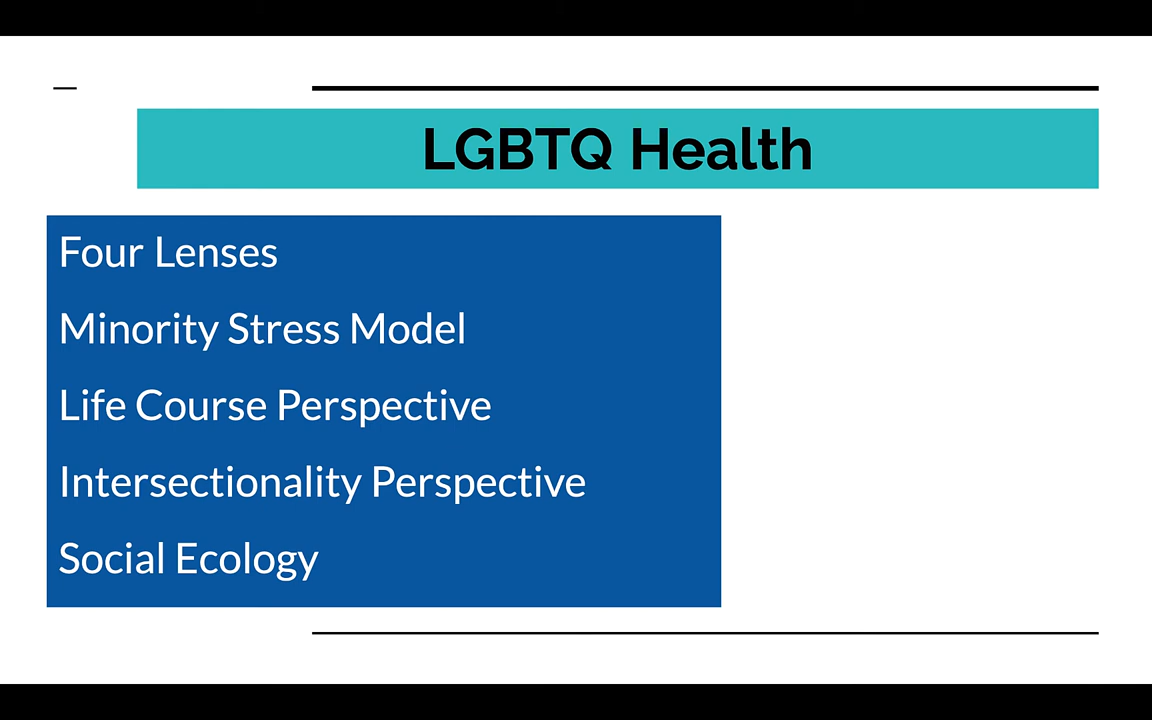 LGBTQ Health
Four Lenses
Minority Stress Model
Life Course Perspective
Intersectionality Perspective
Social Ecology